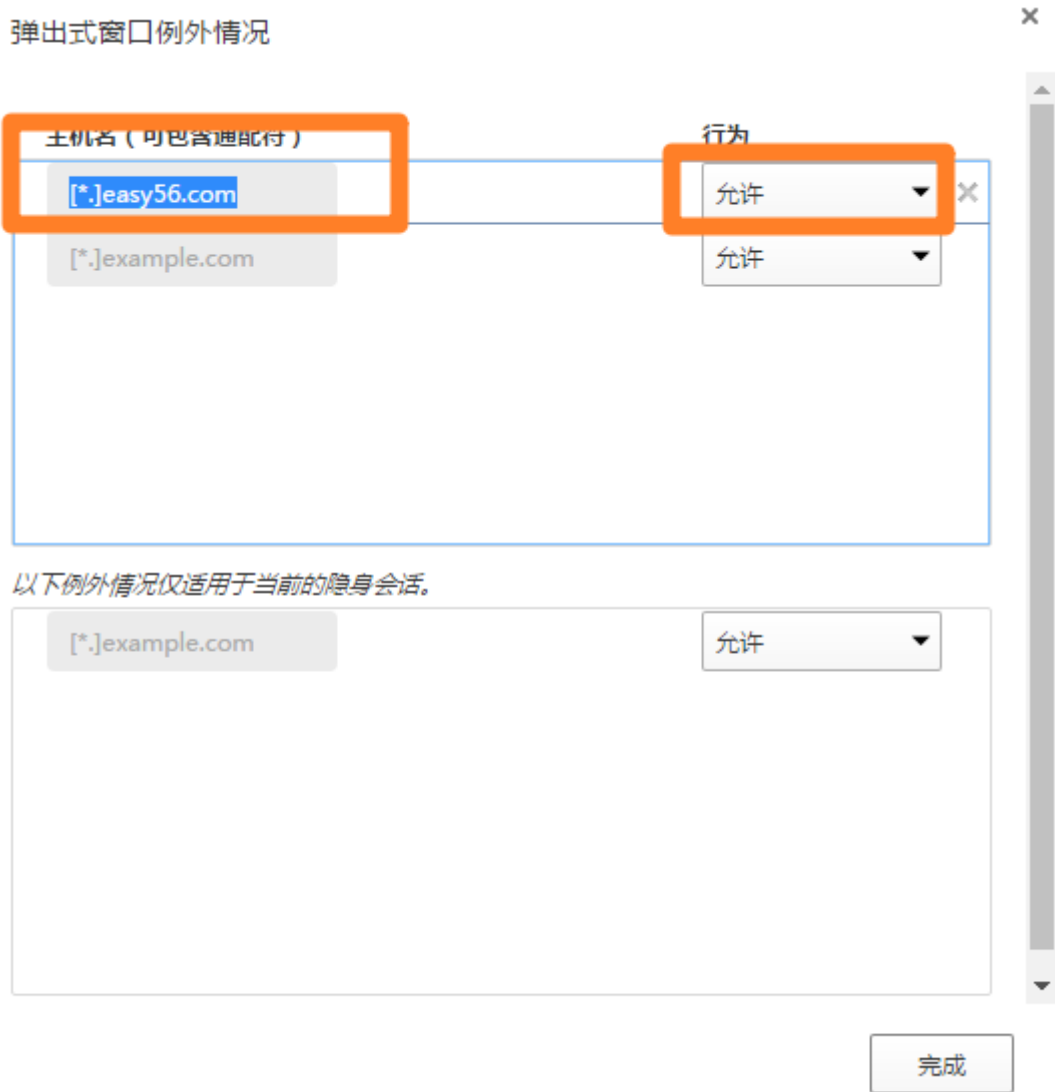 弹出式窗口例外情况
主机名（可包含通配符） 行为
[*.]easy56.com 允许
[*.]example.com 允许
以下例外情况仅适用于当前的隐身会话。
[*.]example.com 允许
完成